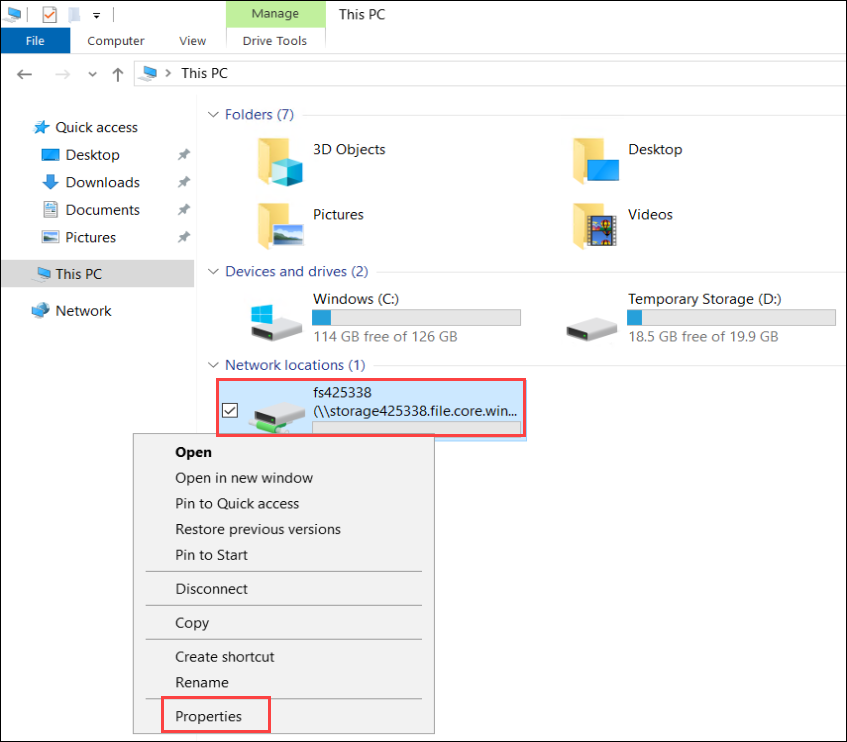 Manage
This PC
File
Computer
View
Drive Tools
This PC
Quick access
Desktop
Downloads
Documents
Pictures
This PC
Network
Folders (7)
3D Objects
Desktop
Pictures
Videos
Devices and drives (2)
Windows (C:)
114 GB free of 126 GB
Temporary Storage (D:)
18.5 GB free of 19.9 GB
Network locations (1)
fs425338
(\\storage425338.file.core.win...
Open
Open in new window
Pin to Quick access
Restore previous versions
Pin to Start
Disconnect
Copy
Create shortcut
Rename
Properties